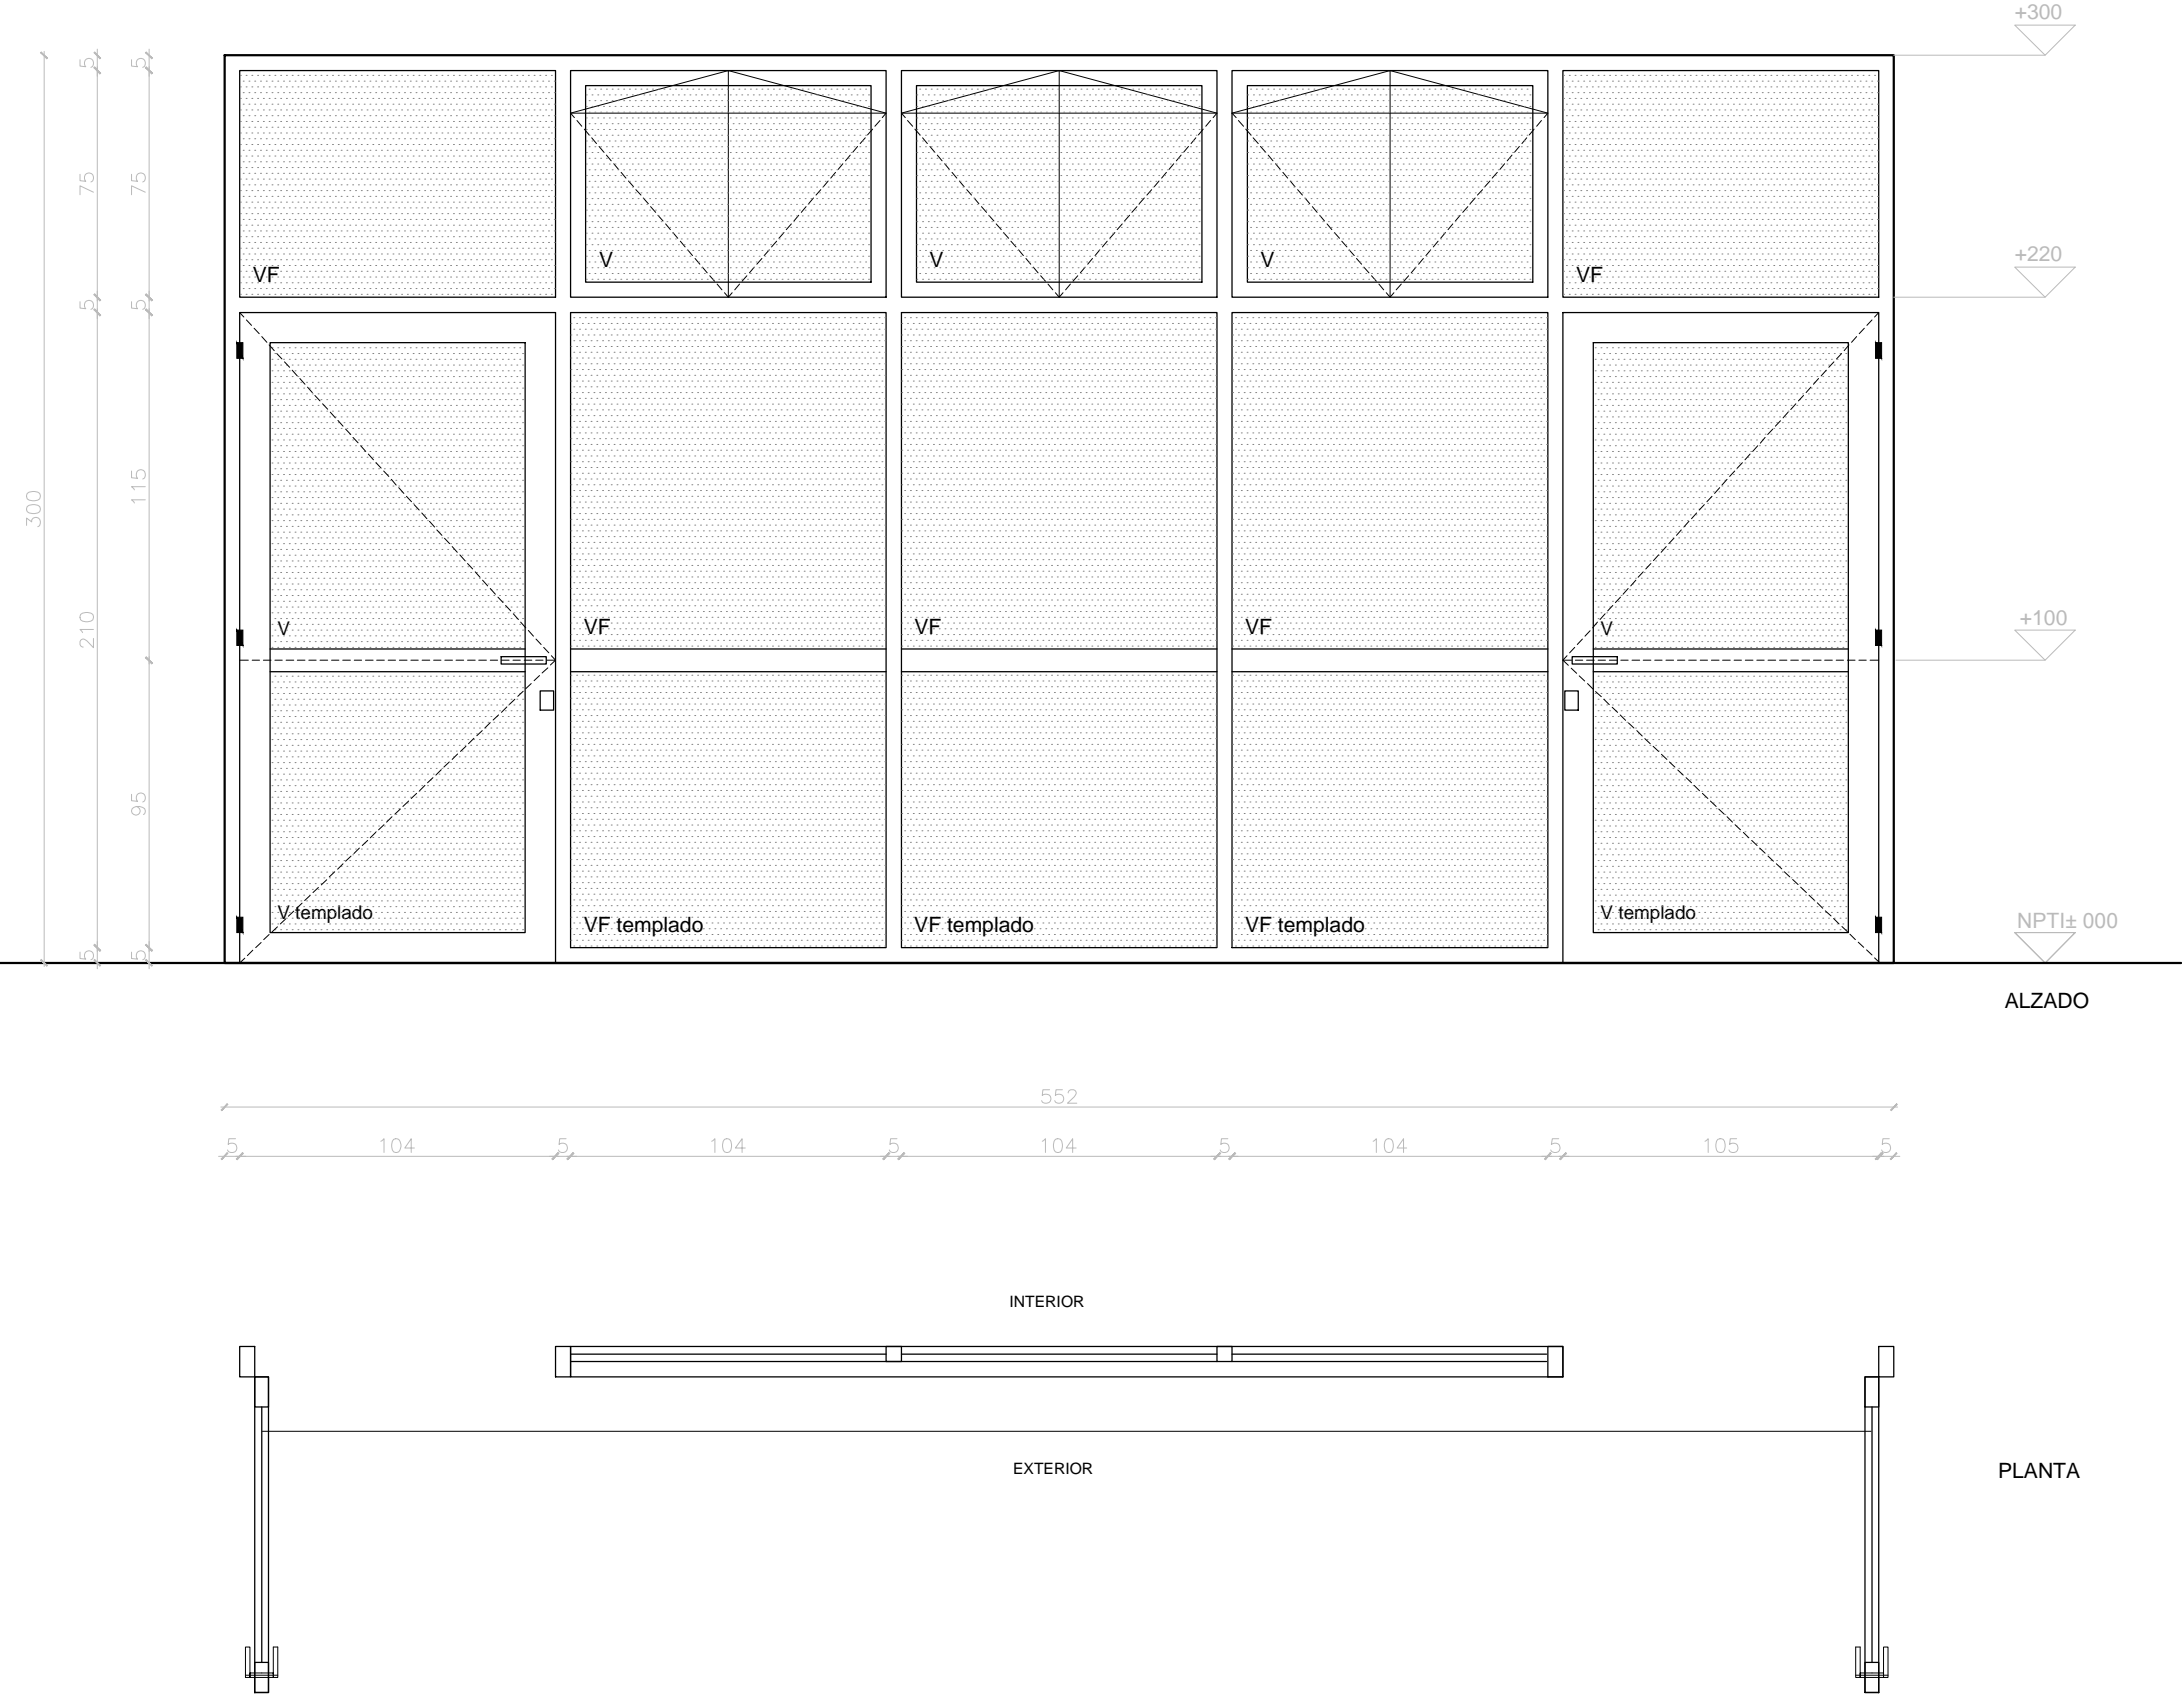 +300
5 5
75 75
V V V
+220
VF VF
5 5
115
300
210
+100
V VF VF VF V
95
V templado VF templado VF templado VF templado V templado
NPTI± 000
5 5
ALZADO
552
5 104 5 104 5 104 5 104 5 105 5
INTERIOR
EXTERIOR
PLANTA